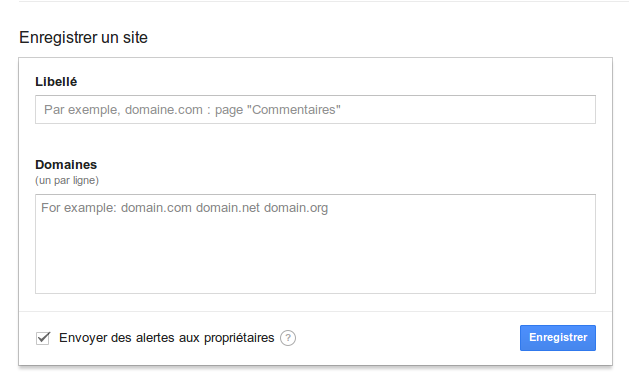 Enregistrer un site
Libellé
Par exemple, domaine.com : page "Commentaires"
Domaines
(un par ligne)
For example: domain.com domain.net domain.org
Envoyer des alertes aux propriétaires ?
Enregistrer